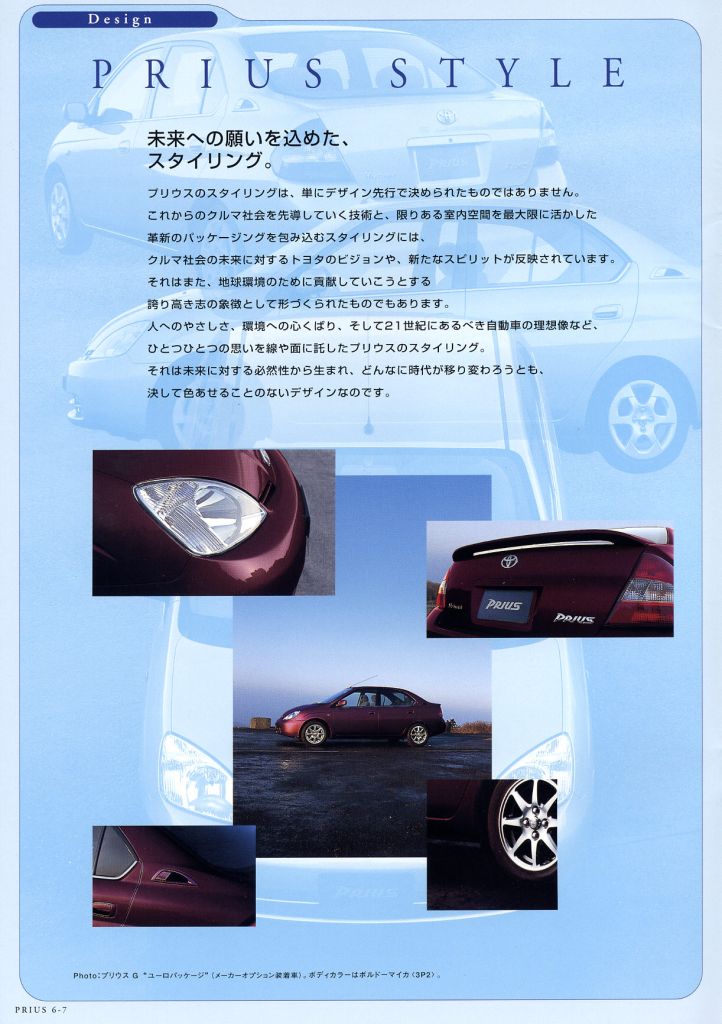 Design
PRIUS STYLE
未来への願いを込めた、
スタイリング。
プリウスのスタイリングは、単にデザイン先行で決められたものではありません。
これからのクルマ社会を先導していく技術と、限りある室内空間を最大限に活かした
革新のパッケージングを包み込むスタイリングには、
クルマ社会の未来に対するトヨタのビジョンや、新たなスピリットが反映されています。
それはまた、地球環境のために貢献していこうとする
誇り高き志の象徴として形づくられたものでもあります。
人へのやさしさ、環境への心くばり、そして21世紀にあるべき自動車の理想像など、
ひとつひとつの思いを線や面に託したプリウスのスタイリング。
それは未来に対する必然性から生まれ、どんなに時代が移り変わろうとも、
決して色あせることのないデザインなのです。
PRIUS
PRIUS
PRIUS
Photo:プリウス G “ユーロパッケージ”（メーカーオプション装着車）。ボディカラーはボルドーマイカ〈3P2〉。
PRIUS 6-7